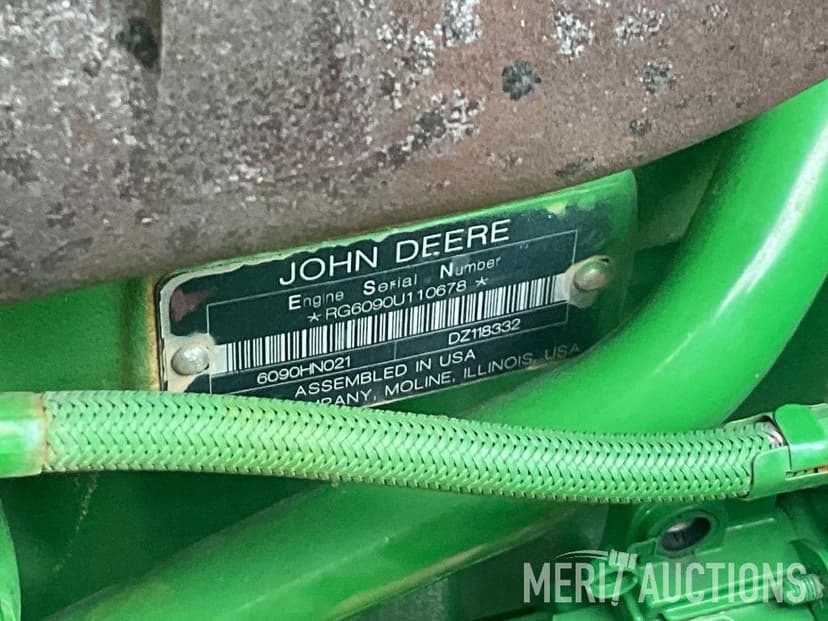 JOHN DEERE
Engine Serial Number
*RG6090U110678*
6090HN021 DZ118332
ASSEMBLED IN USA
PANY, MOLINE, ILLINOIS, USA
MERIT AUCTIONS